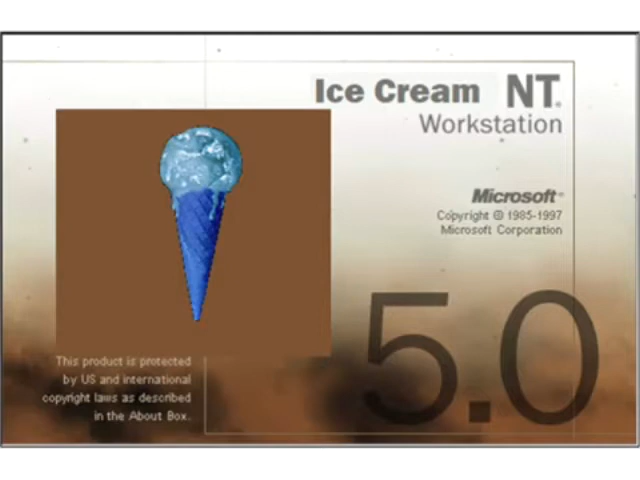 Ice Cream NT®
Workstation
Microsoft®
Copyright © 1985-1997
Microsoft Corporation
5.0
This product is protected
by US and international
copyright laws as described
in the About Box.